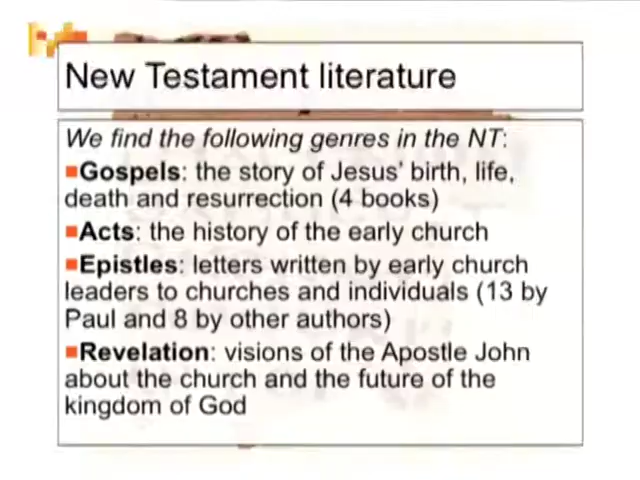 New Testament literature
We find the following genres in the NT:
Gospels: the story of Jesus' birth, life,
death and resurrection (4 books)
Acts: the history of the early church
Epistles: letters written by early church
leaders to churches and individuals (13 by
Paul and 8 by other authors)
Revelation: visions of the Apostle John
about the church and the future of the
kingdom of God